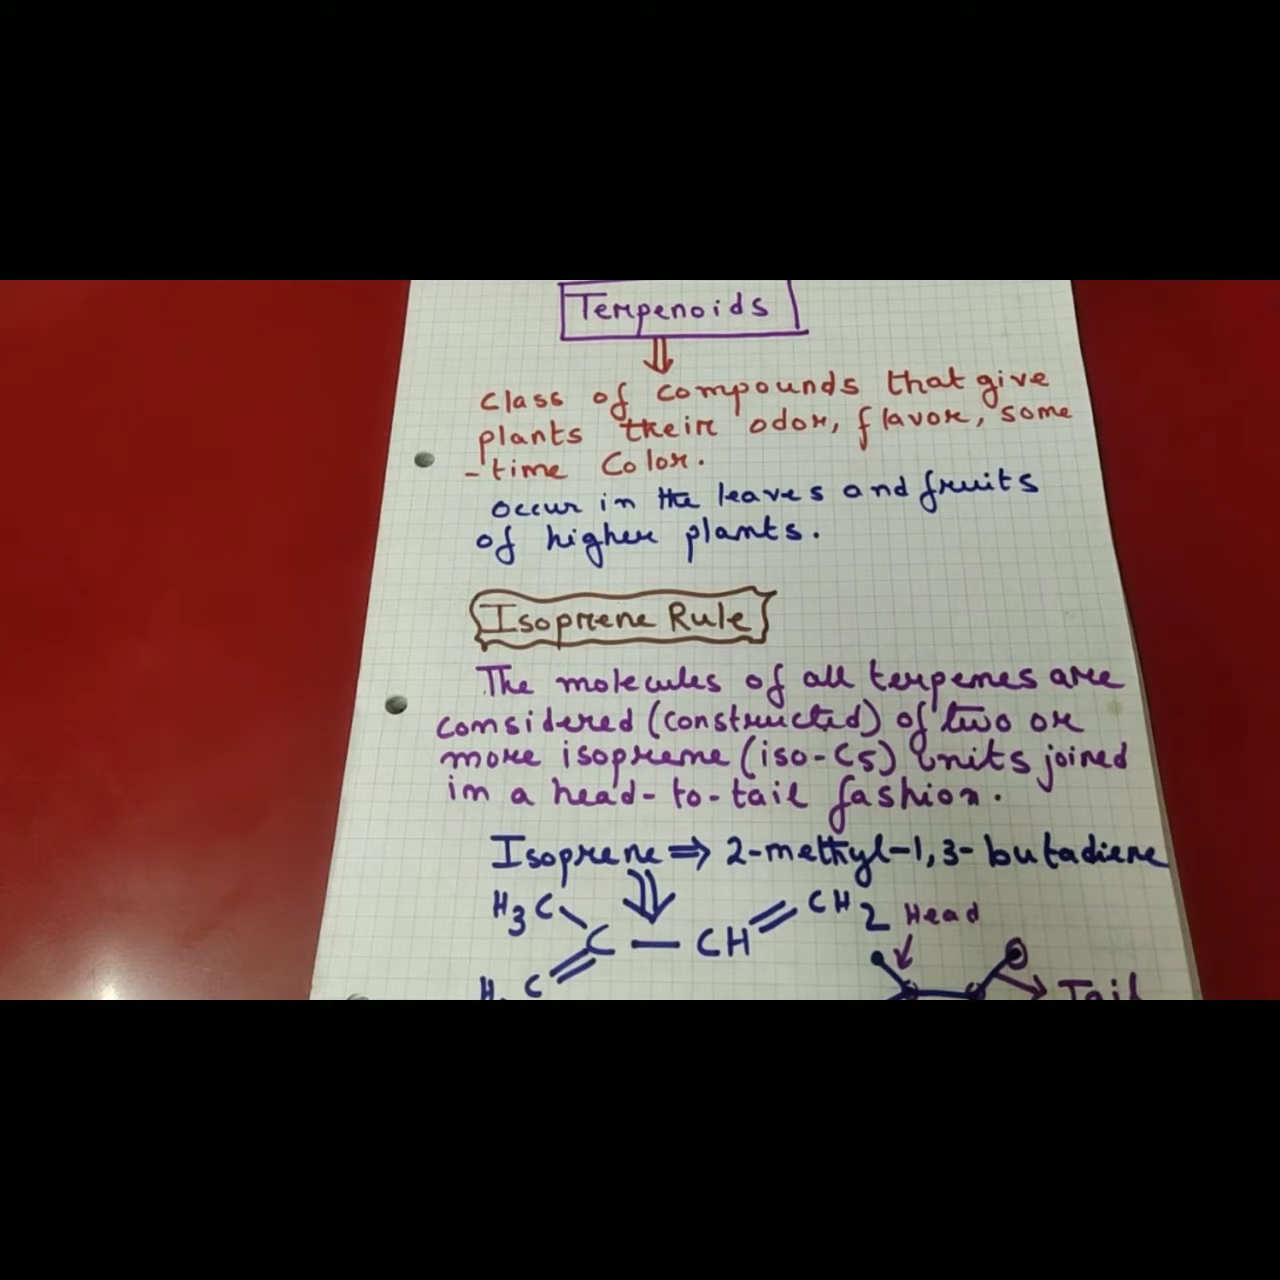 Terpenoids
Class of compounds that give
plants their odor, flavor, some
-time Color.
occur in the leaves and fruits
of higher plants.
Isoprene Rule
The molecules of all terpenes are
considered (constructed) of two or
more isoprene (iso-C5) Units joined
in a head-to-tail fashion.
Isoprene ⇒ 2-methyl-1,3-butadiene
H3C
CH2 Head
C — CH
C
Tail